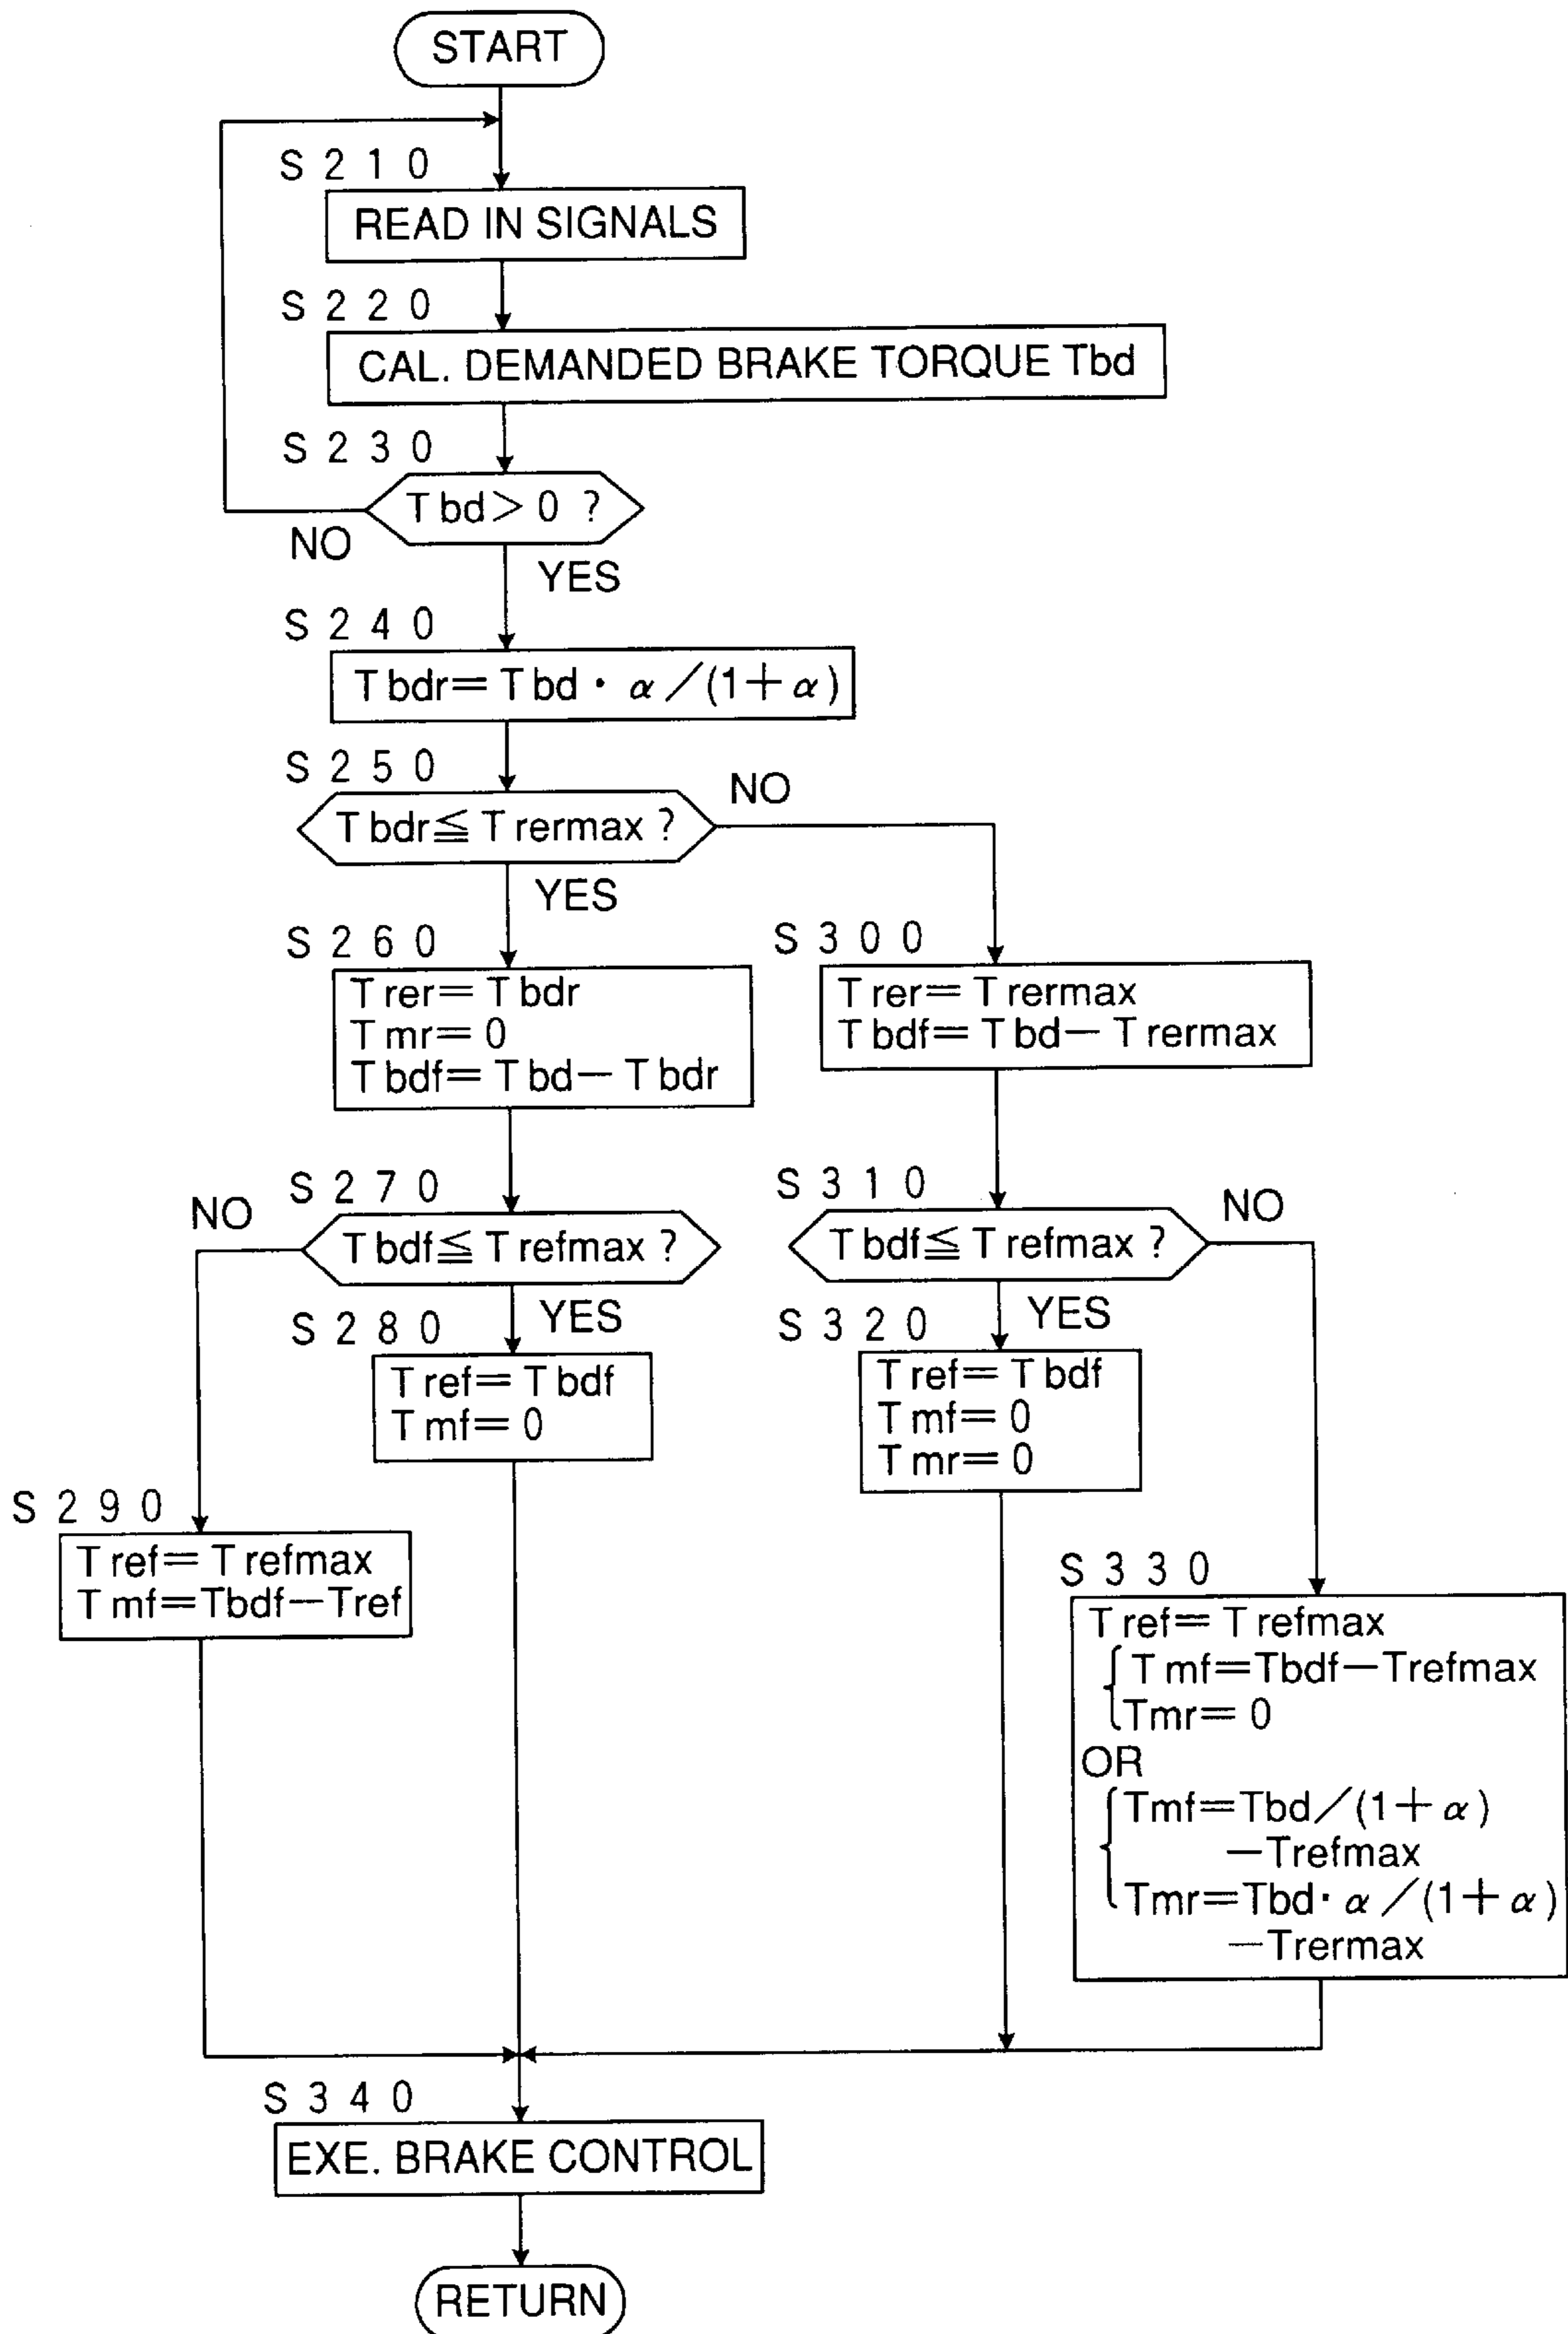 START
S210
READ IN SIGNALS
S220
CAL. DEMANDED BRAKE TORQUE Tbd
S230
Tbd>0 ?
NO
YES
S240
Tbdr=Tbd・α/(1+α)
S250
Tbdr≦Trermax ?
NO
YES
S260
Trer=Tbdr
Tmr=0
Tbdf=Tbd−Tbdr
S300
Trer=Trermax
Tbdf=Tbd−Trermax
S270
Tbdf≦Trefmax ?
NO
YES
S310
Tbdf≦Trefmax ?
NO
YES
S280
Tref=Tbdf
Tmf=0
S320
Tref=Tbdf
Tmf=0
Tmr=0
S290
Tref=Trefmax
Tmf=Tbdf−Tref
S330
Tref=Trefmax
Tmf=Tbdf−Trefmax
Tmr=0
OR
Tmf=Tbd/(1+α)
−Trefmax
Tmr=Tbd・α/(1+α)
−Trermax
S340
EXE. BRAKE CONTROL
RETURN